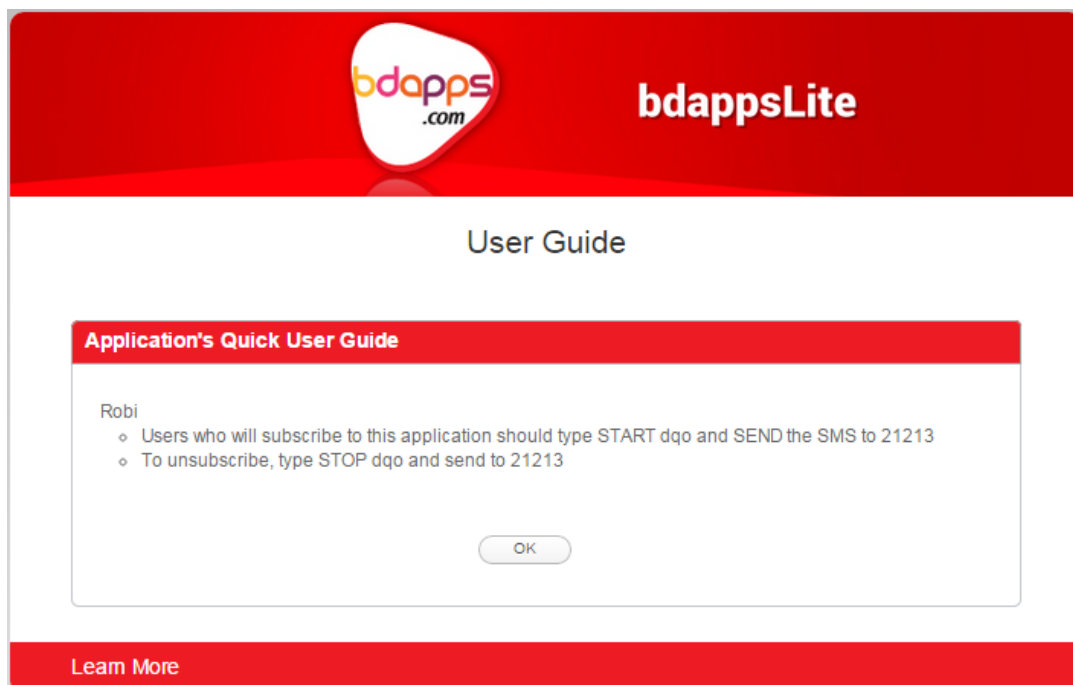 bdapps
.com
bdappsLite
User Guide
Application's Quick User Guide
Robi
Users who will subscribe to this application should type START dqo and SEND the SMS to 21213
To unsubscribe, type STOP dqo and send to 21213
OK
Learn More